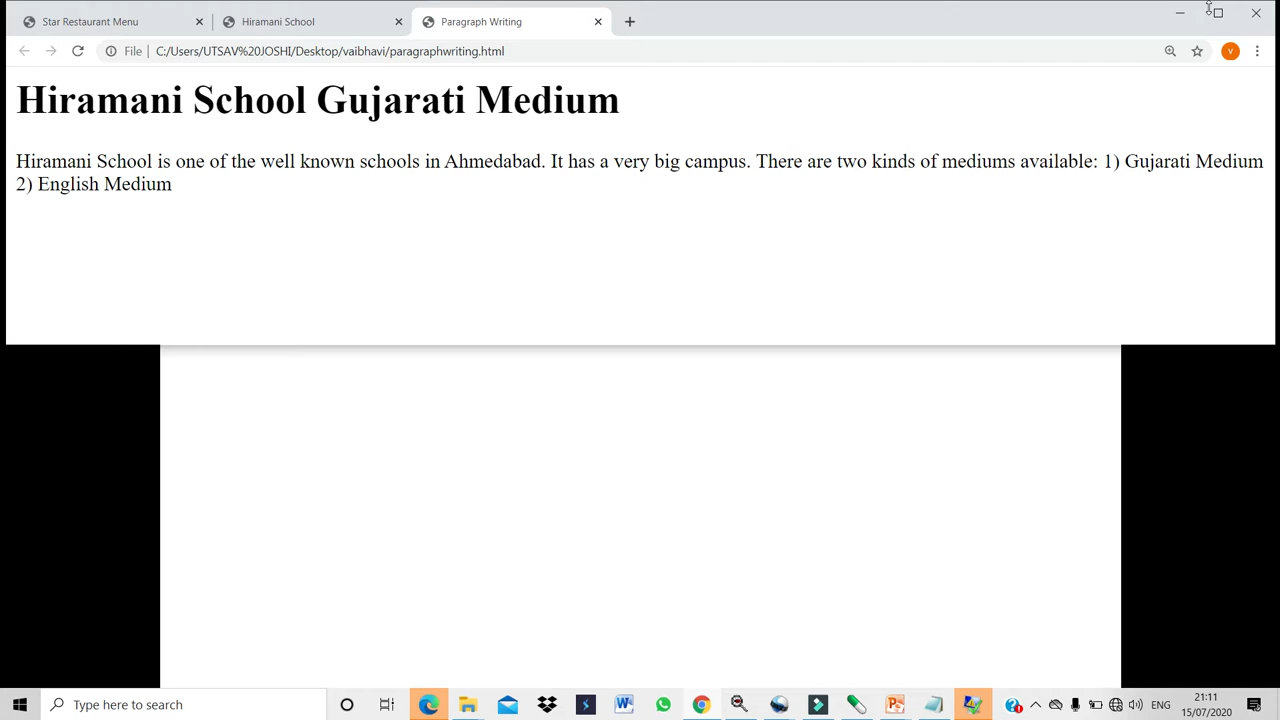 Star Restaurant Menu
Hiramani School
Paragraph Writing
File
C:/Users/UTSAV%20JOSHI/Desktop/vaibhavi/paragraphwriting.html
V
Hiramani School Gujarati Medium
Hiramani School is one of the well known schools in Ahmedabad. It has a very big campus. There are two kinds of mediums available: 1) Gujarati Medium
2) English Medium
Type here to search
ENG
21:11
15/07/2020